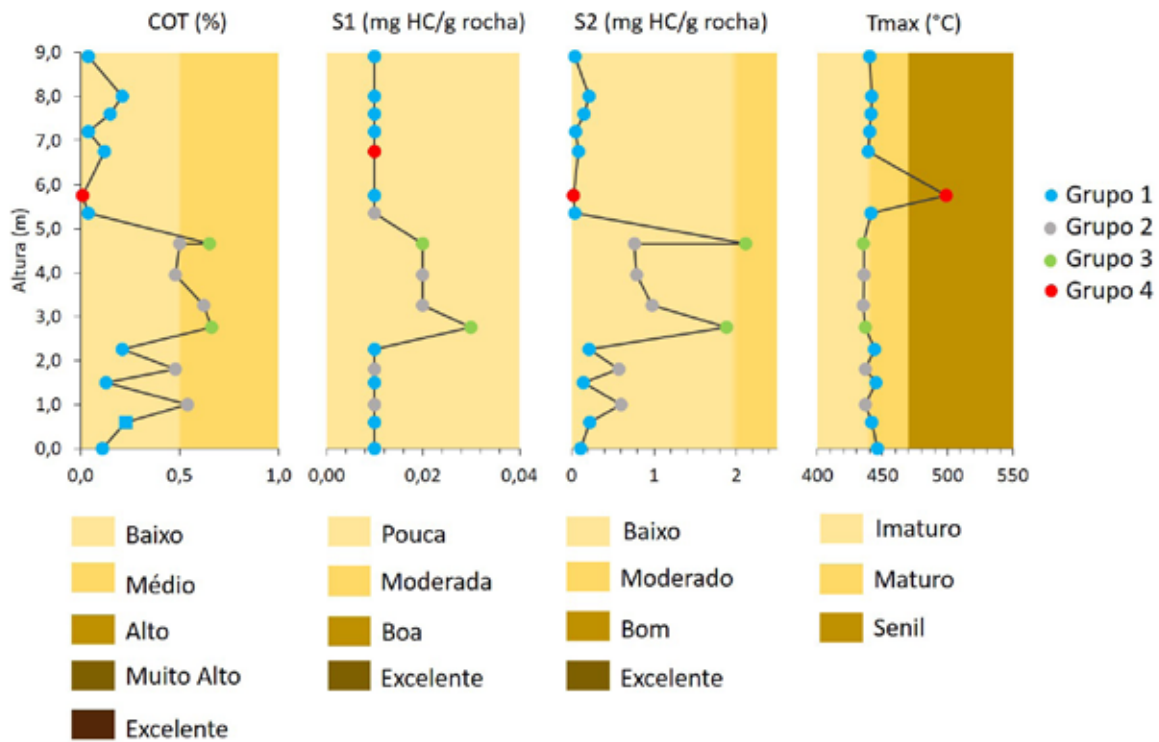 COT (%)
S1 (mg HC/g rocha)
S2 (mg HC/g rocha)
Tmax (°C)
Altura (m)
9,0
8,0
7,0
6,0
5,0
4,0
3,0
2,0
1,0
0,0
0,0 0,5 1,0
0,00 0,02 0,04
0 1 2
400 450 500 550
Grupo 1
Grupo 2
Grupo 3
Grupo 4
Baixo
Médio
Alto
Muito Alto
Excelente
Pouca
Moderada
Boa
Excelente
Baixo
Moderado
Bom
Excelente
Imaturo
Maturo
Senil